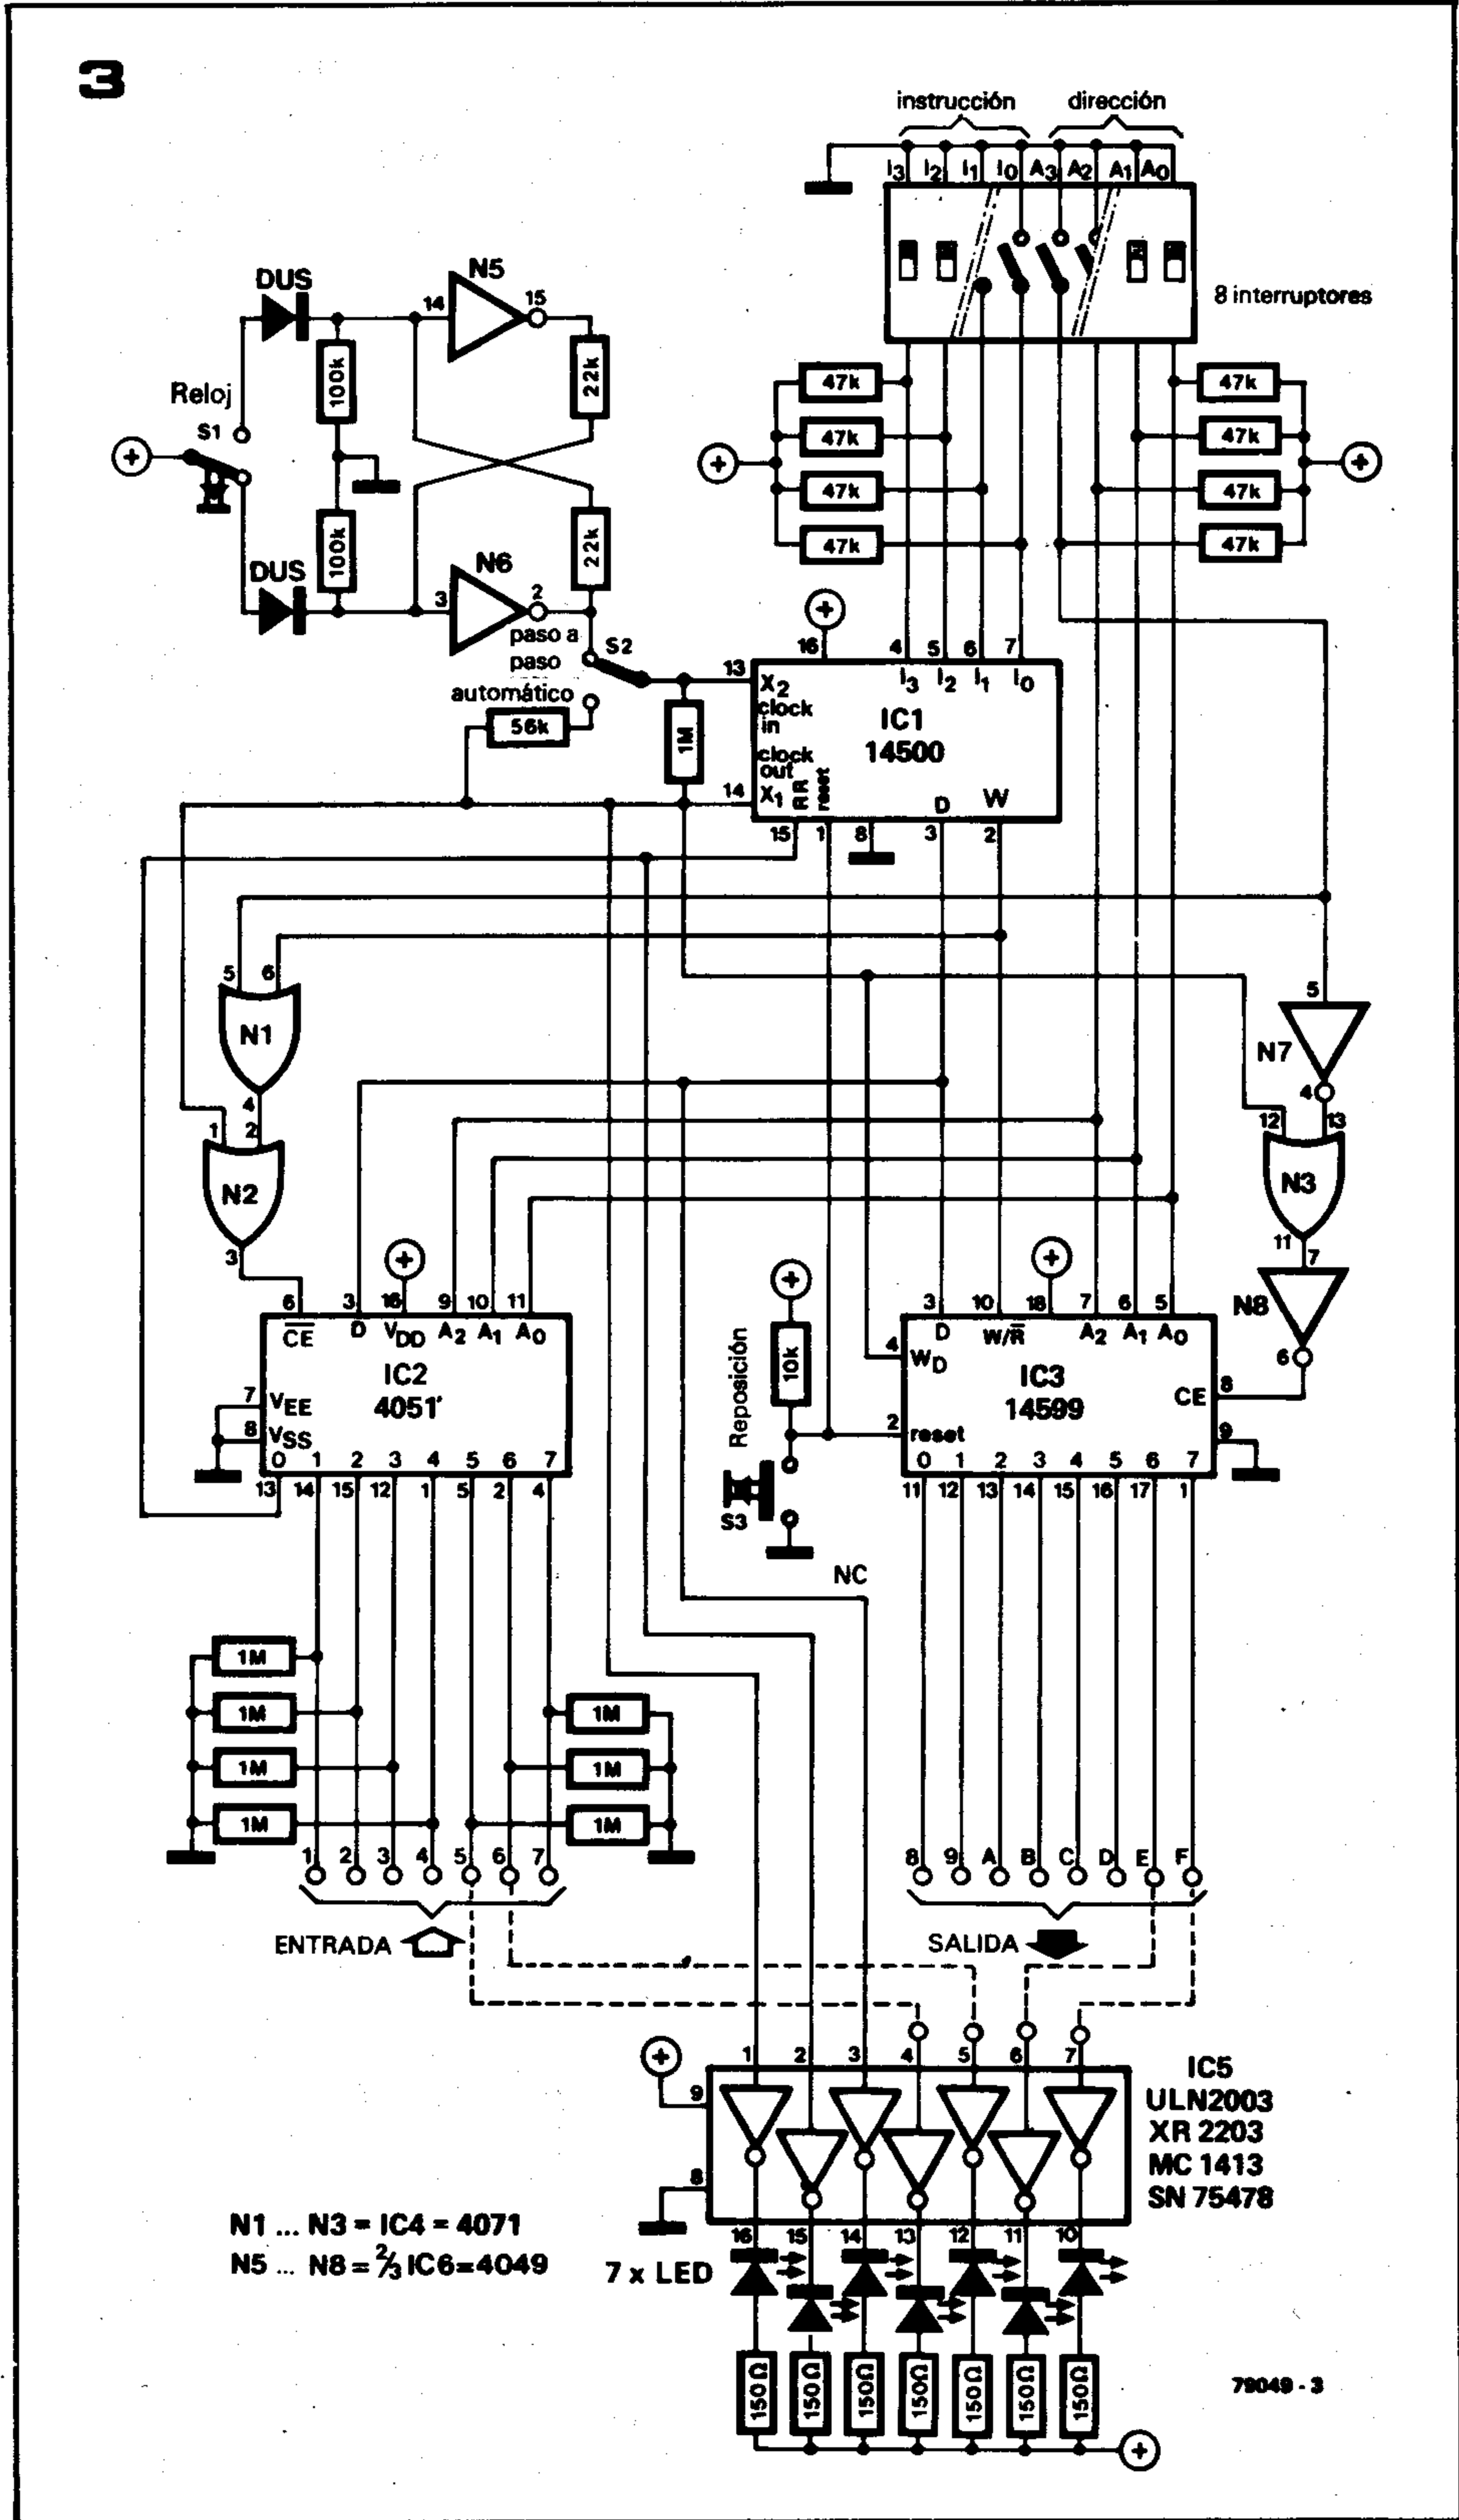 3
instrucción dirección
I3 I2 I1 I0 A3 A2 A1 A0
8 interruptores
DUS
N5
14 15
100k
22k
Reloj
S1
+
100k
22k
DUS
N6
3 2
47k 47k
47k 47k
47k 47k
47k 47k
+ +
paso a
paso
S2
automático
56k
1M
+
16 4 5 6 7
13 X2 I3 I2 I1 I0
clock
in
IC1
14500
clock
out
14 X1 RR reset D W
15 1 8 3 2
5 6
N1
4
1 2
N2
3
5
N7
4
12 13
N3
11 7
N8
6
+
6 3 16 9 10 11
CE D VDD A2 A1 A0
IC2
4051
7 VEE
8 VSS
0 1 2 3 4 5 6 7
13 14 15 12 1 5 2 4
+
Reposición
10k
S3
+
3 10 18 7 6 5
D W/R A2 A1 A0
4 WD
IC3
14599
CE 8
2 reset
9
0 1 2 3 4 5 6 7
11 12 13 14 15 16 17 1
NC
1M
1M 1M
1M 1M
1M 1M
1 2 3 4 5 6 7
8 9 A B C D E F
ENTRADA
SALIDA
+
1 2 3 4 5 6 7
9
8
IC5
ULN2003
XR 2203
MC 1413
SN 75478
16 15 14 13 12 11 10
N1 ... N3 = IC4 = 4071
N5 ... N8 = 2/3 IC6=4049
7 x LED
150Ω 150Ω 150Ω 150Ω 150Ω 150Ω 150Ω
+
79049 - 3